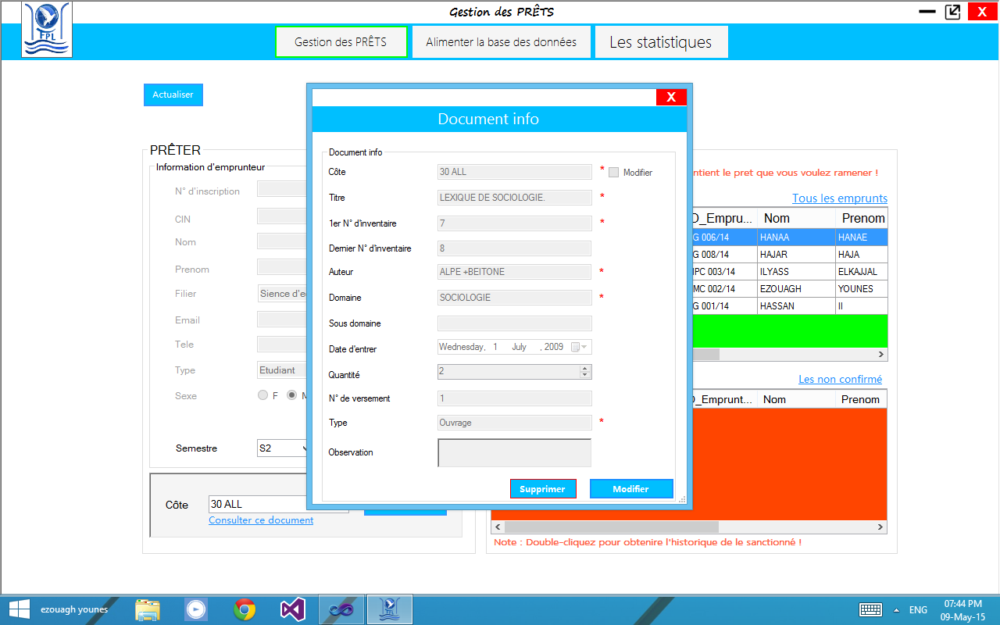 Gestion des PRÊTS
X
FPL
Gestion des PRÊTS
Alimenter la base des données
Les statistiques
Actualiser
PRÊTER
Information d'emprunteur
N° d'inscription
CIN
Nom
Prenom
Filier
Sience d'e
Email
Tele
Type
Etudiant
Sexe
F
M
Semestre
S2
Côte
30 ALL
Consulter ce document
X
Document info
Document info
Côte
30 ALL
* Modifier
Titre
LEXIQUE DE SOCIOLOGIE.
*
1er N° d'inventaire
7
*
Dernier N° d'inventaire
8
Auteur
ALPE +BEITONE
*
Domaine
SOCIOLOGIE
*
Sous domaine
Date d'entrer
Wednesday, 1 July , 2009
Quantité
2
N° de versement
1
Type
Ouvrage
*
Observation
Supprimer
Modifier
ntient le pret que vous voulez ramener !
Tous les emprunts
D_Empru... Nom Prenom
G 006/14 HANAA HANAE
G 008/14 HAJAR HAJA
IPC 003/14 ILYASS ELKAJJAL
MC 002/14 EZOUAGH YOUNES
G 001/14 HASSAN II
Les non confirmé
D_Emprunt... Nom Prenom
Note : Double-cliquez pour obtenire l'historique de le sanctionné !
ezouagh younes
FPL
ENG
07:44 PM
09-May-15